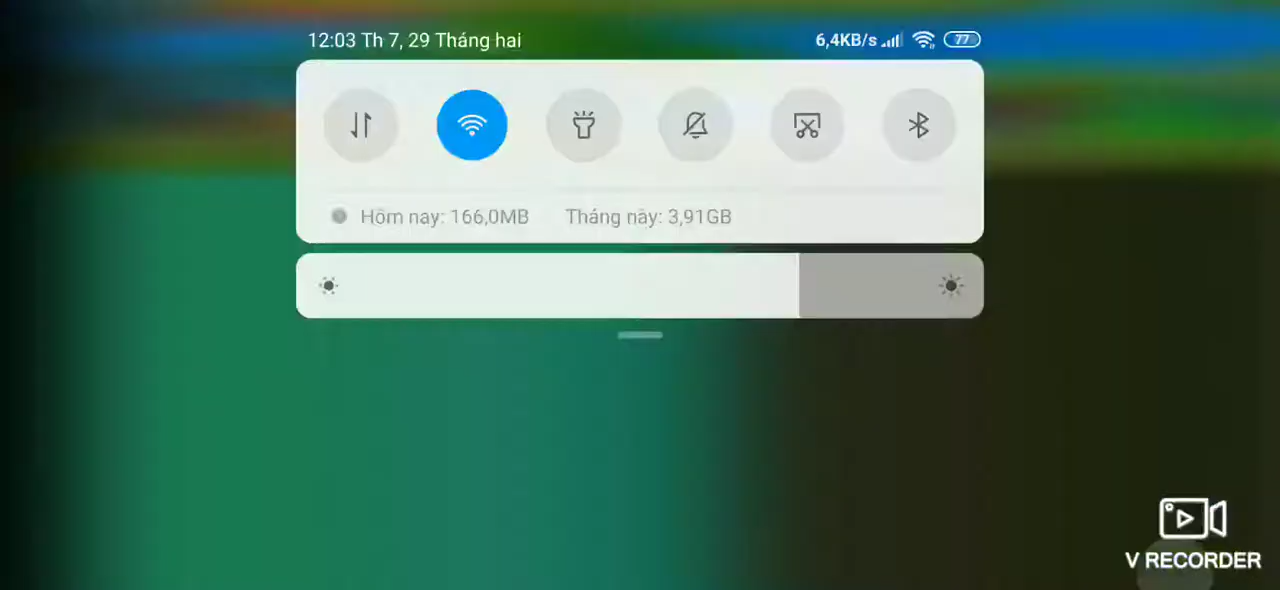 12:03 Th 7, 29 Tháng hai
6,4KB/s 77
Hôm nay: 166,0MB Tháng này: 3,91GB
V RECORDER